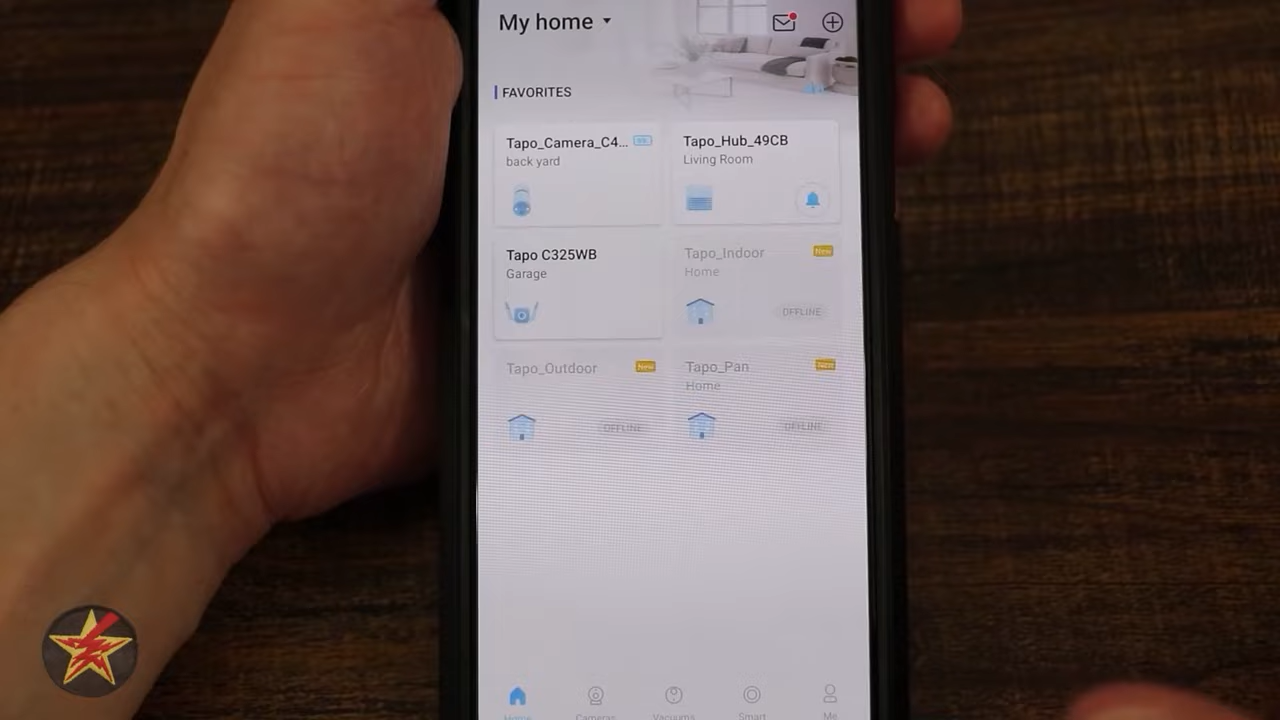 My home
FAVORITES
Tapo_Camera_C4...
back yard
Tapo_Hub_49CB
Living Room
Tapo C325WB
Garage
Tapo_Indoor New
Home
OFFLINE
Tapo_Outdoor New
OFFLINE
Tapo_Pan New
Home
OFFLINE
Home Cameras Vacuums Smart Me